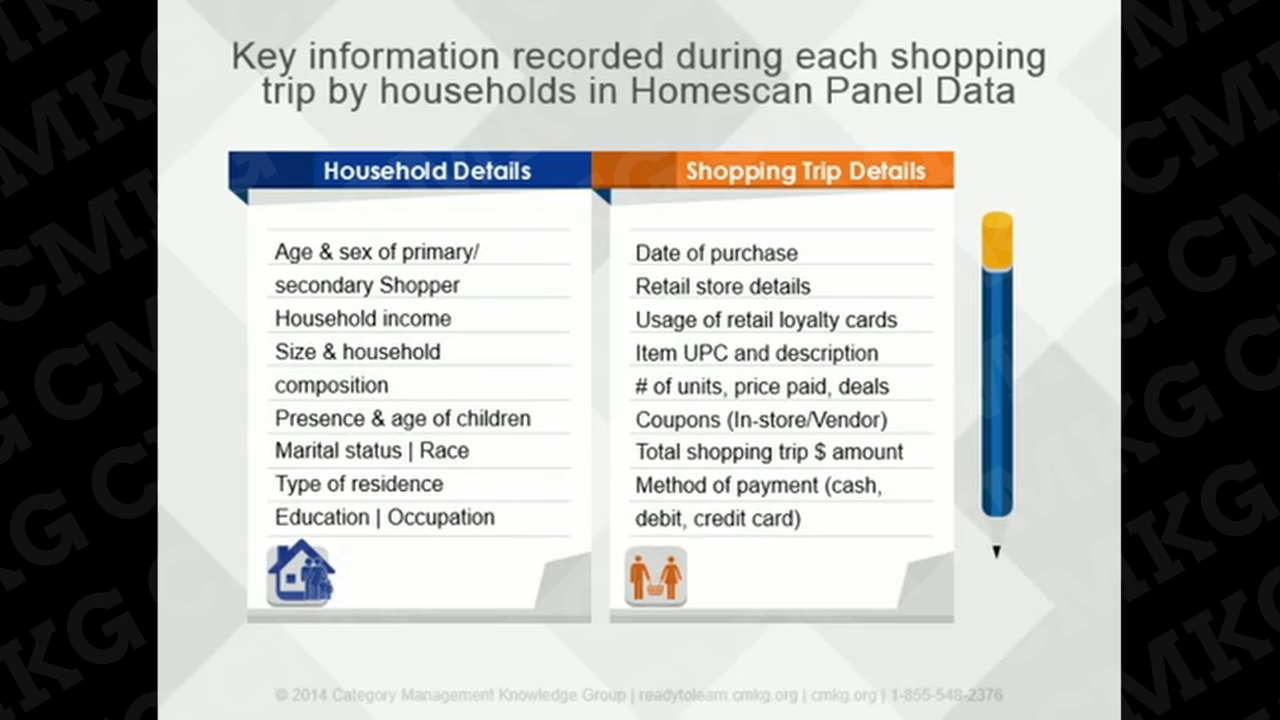 Key information recorded during each shopping
trip by households in Homescan Panel Data
Household Details
Age & sex of primary/
secondary Shopper
Household income
Size & household
composition
Presence & age of children
Marital status | Race
Type of residence
Education | Occupation
Shopping Trip Details
Date of purchase
Retail store details
Usage of retail loyalty cards
Item UPC and description
# of units, price paid, deals
Coupons (In-store/Vendor)
Total shopping trip $ amount
Method of payment (cash,
debit, credit card)
© 2014 Category Management Knowledge Group | readytolearn.cmkg.org | cmkg.org | 1-855-548-2376